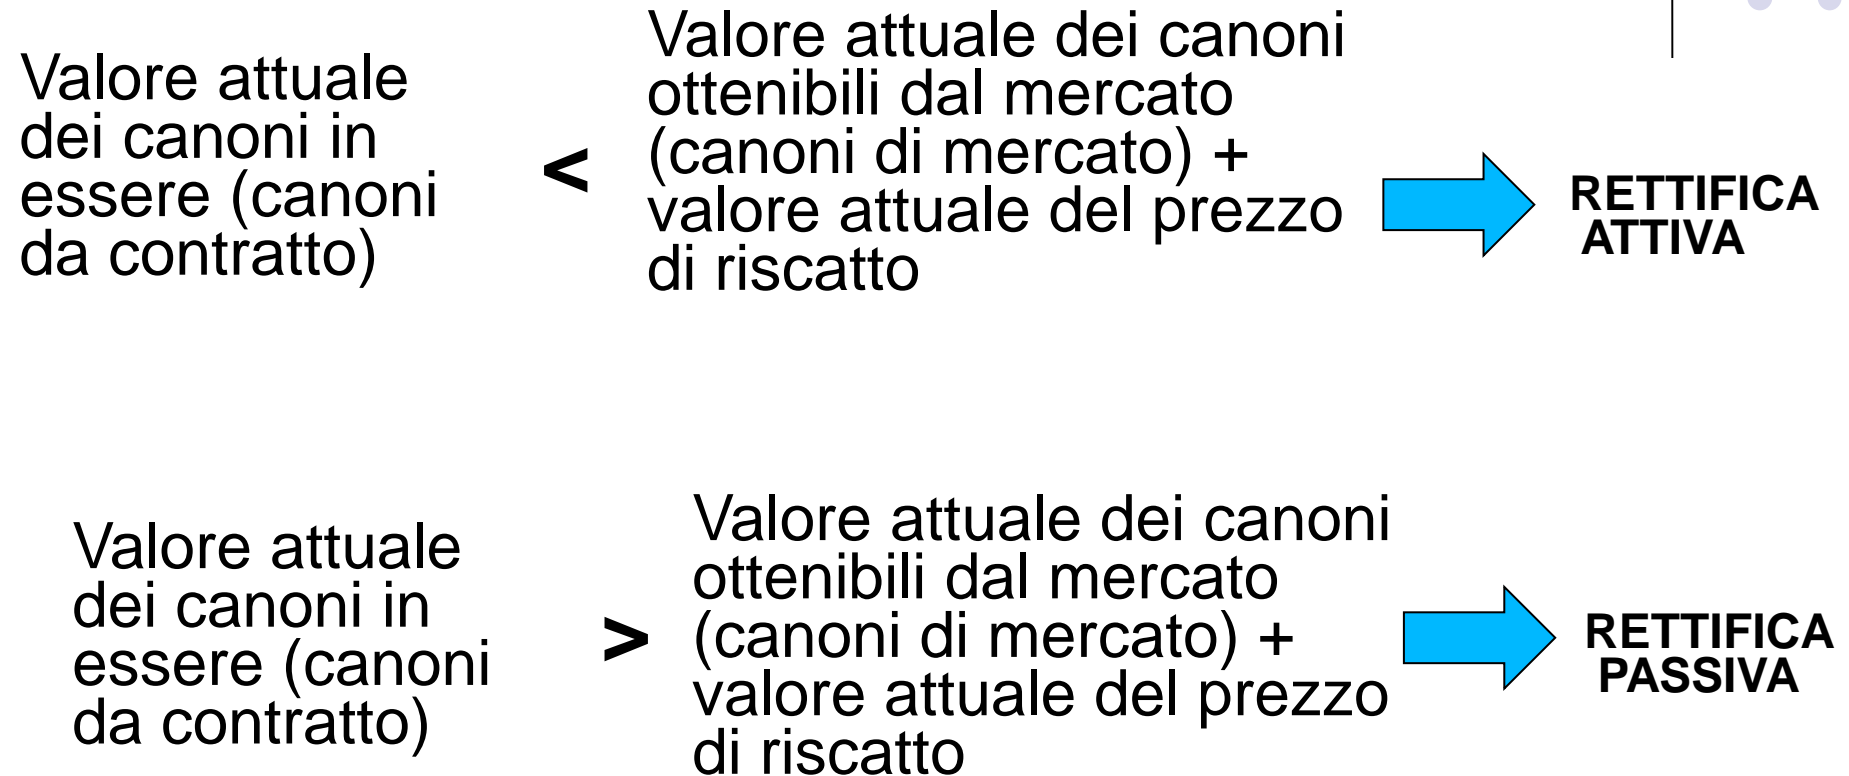 Valore attuale
dei canoni in
essere (canoni
da contratto)
<
Valore attuale dei canoni
ottenibili dal mercato
(canoni di mercato) +
valore attuale del prezzo
di riscatto
RETTIFICA
ATTIVA
Valore attuale
dei canoni in
essere (canoni
da contratto)
>
Valore attuale dei canoni
ottenibili dal mercato
(canoni di mercato) +
valore attuale del prezzo
di riscatto
RETTIFICA
PASSIVA